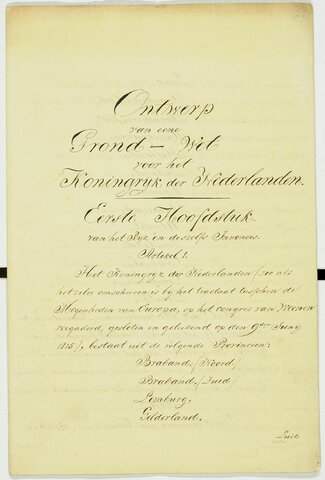 Ontwerp
van eene
Grond - Wet
voor het
Koningryk der Nederlanden.
Eerste Hoofdstuk.
van het Ryk en deszelfs Inwoners.
Artikel 1.
Het Koningryk der Nederlanden (zoo als
het zelve omschreven is by het tractaat tusschen de
Mogendheden van Europa, op het congres van Weenen
vergaderd, gesloten en geteekend op den 9den Juny
1815), bestaat uit de volgende Provincien:
Braband, (Noord)
Braband, (Zuid)
Limburg,
Gelderland,
Luik